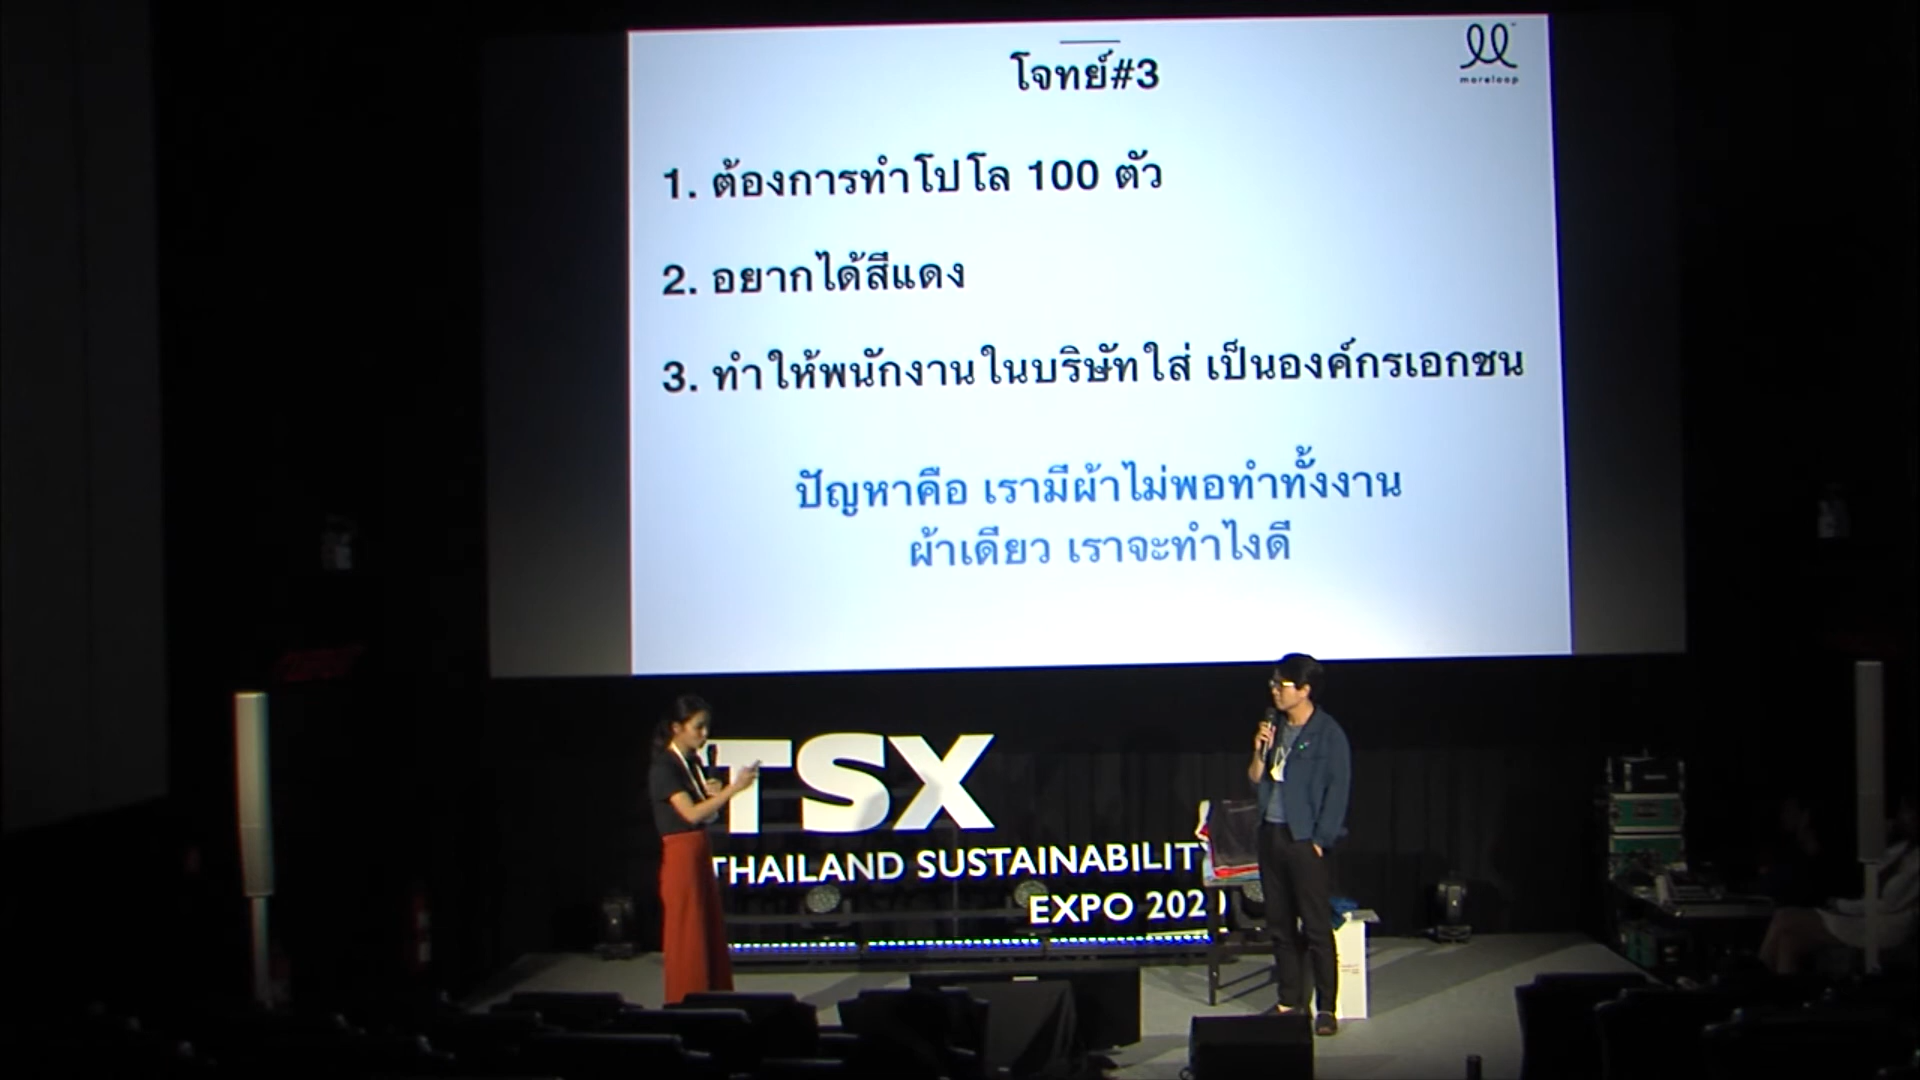 โจทย์#3
moreloop
1. ต้องการทำโปโล 100 ตัว
2. อยากได้สีแดง
3. ทำให้พนักงานในบริษัทใส่ เป็นองค์กรเอกชน
ปัญหาคือ เรามีผ้าไม่พอทำทั้งงาน
ผ้าเดียว เราจะทำไงดี
TSX
THAILAND SUSTAINABILITY
EXPO 202